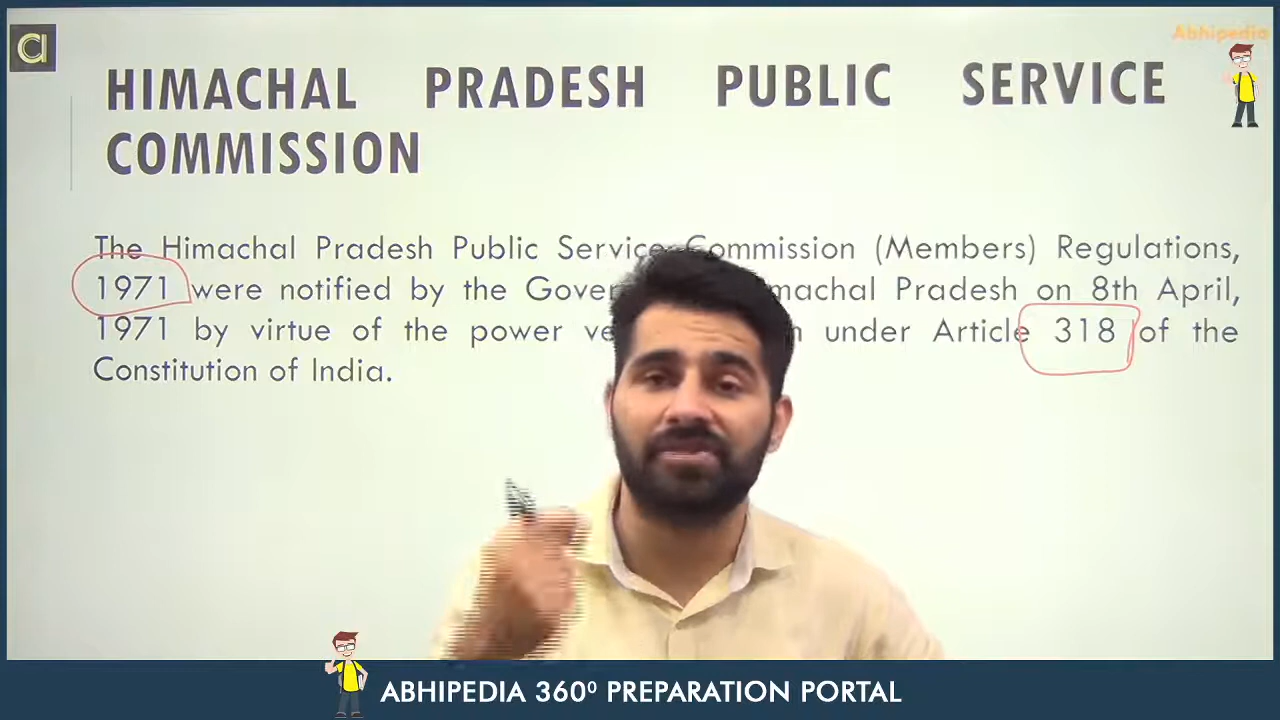 a
Abhipedia
HIMACHAL PRADESH PUBLIC SERVICE
COMMISSION
The Himachal Pradesh Public Service Commission (Members) Regulations,
1971 were notified by the Gover machal Pradesh on 8th April,
1971 by virtue of the power under Article 318 of the
Constitution of India.
ABHIPEDIA 360⁰ PREPARATION PORTAL